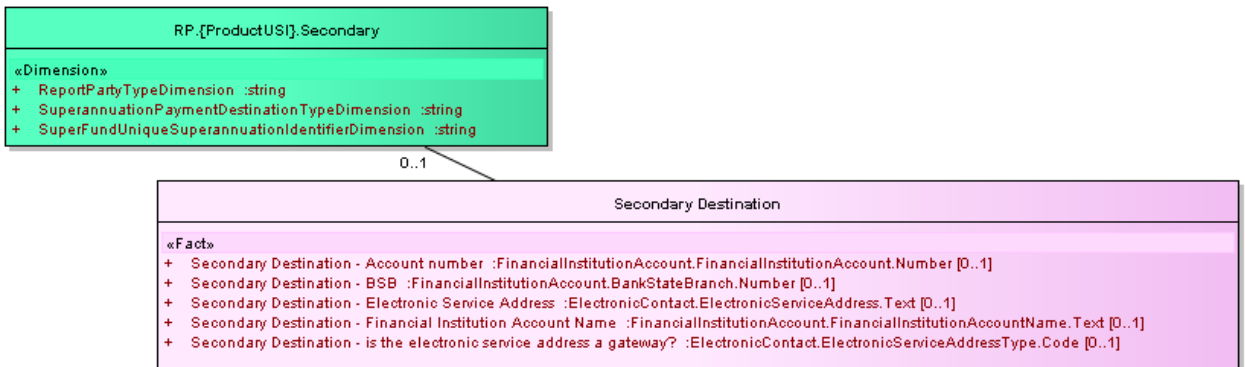 RP.{ProductUSI}.Secondary
«Dimension»
+ ReportPartyTypeDimension :string
+ SuperannuationPaymentDestinationTypeDimension :string
+ SuperFundUniqueSuperannuationIdentifierDimension :string
0..1
Secondary Destination
«Fact»
+ Secondary Destination - Account number :FinancialInstitutionAccount.FinancialInstitutionAccount.Number [0..1]
+ Secondary Destination - BSB :FinancialInstitutionAccount.BankStateBranch.Number [0..1]
+ Secondary Destination - Electronic Service Address :ElectronicContact.ElectronicServiceAddress.Text [0..1]
+ Secondary Destination - Financial Institution Account Name :FinancialInstitutionAccount.FinancialInstitutionAccountName.Text [0..1]
+ Secondary Destination - is the electronic service address a gateway? :ElectronicContact.ElectronicServiceAddressType.Code [0..1]